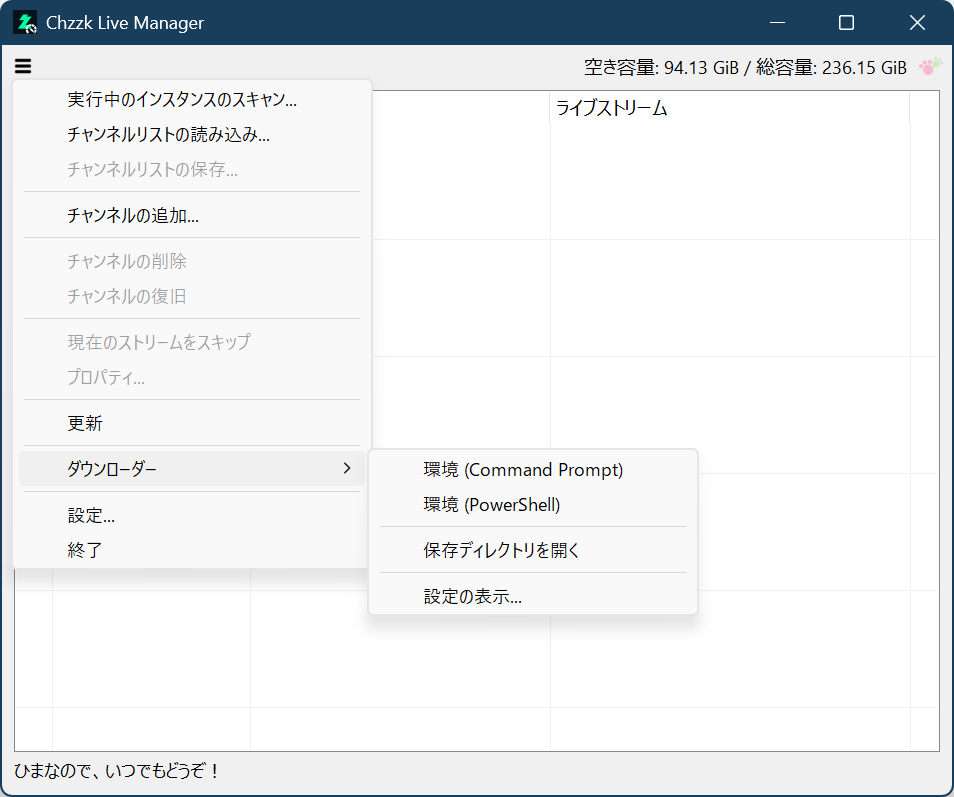 Chzzk Live Manager
空き容量: 94.13 GiB / 総容量: 236.15 GiB
ライブストリーム
実行中のインスタンスのスキャン...
チャンネルリストの読み込み...
チャンネルリストの保存...
チャンネルの追加...
チャンネルの削除
チャンネルの復旧
現在のストリームをスキップ
プロパティ...
更新
ダウンローダー
設定...
終了
環境 (Command Prompt)
環境 (PowerShell)
保存ディレクトリを開く
設定の表示...
ひまなので、いつでもどうぞ！